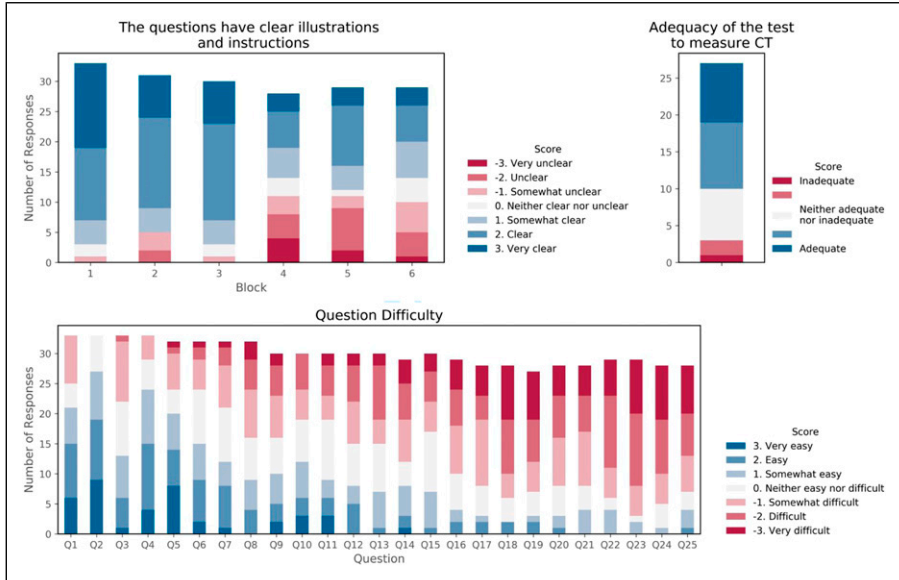 The questions have clear illustrations
and instructions
Number of Responses
30
25
20
15
10
5
0
1 2 3 4 5 6
Block
Score
-3. Very unclear
-2. Unclear
-1. Somewhat unclear
0. Neither clear nor unclear
1. Somewhat clear
2. Clear
3. Very clear
Adequacy of the test
to measure CT
25
20
15
10
5
0
Score
Inadequate
Neither adequate
nor inadequate
Adequate
Question Difficulty
Number of Responses
30
25
20
15
10
5
0
Q1 Q2 Q3 Q4 Q5 Q6 Q7 Q8 Q9 Q10 Q11 Q12 Q13 Q14 Q15 Q16 Q17 Q18 Q19 Q20 Q21 Q22 Q23 Q24 Q25
Question
Score
3. Very easy
2. Easy
1. Somewhat easy
0. Neither easy nor difficult
-1. Somewhat difficult
-2. Difficult
-3. Very difficult